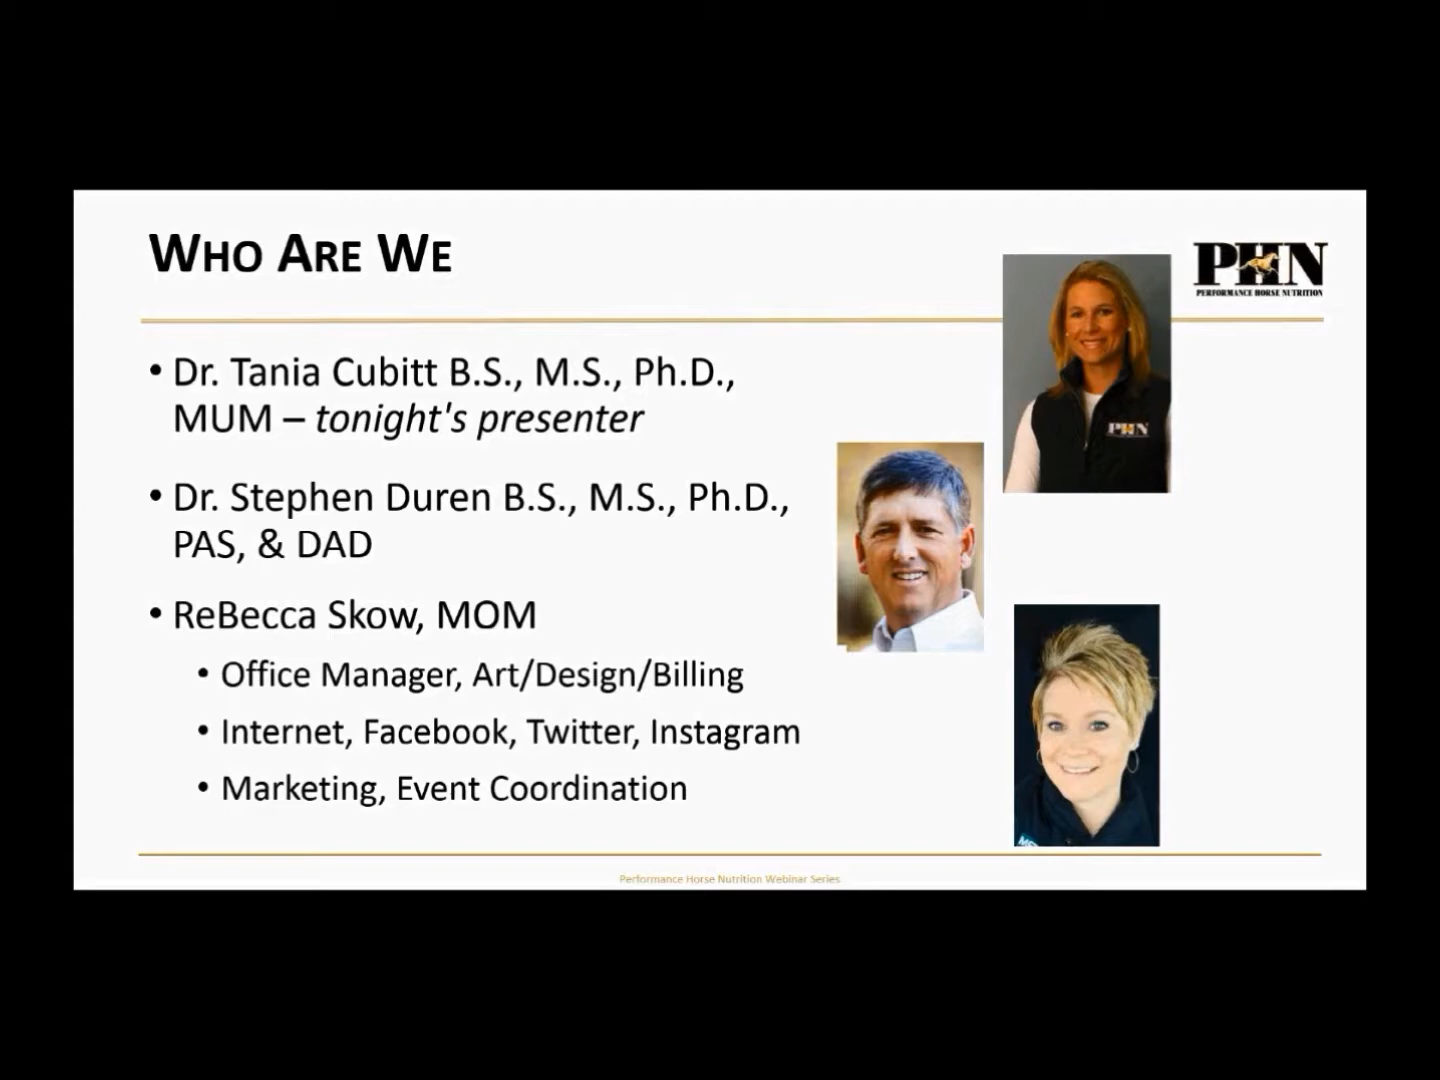 WHO ARE WE
PHN
PERFORMANCE HORSE NUTRITION
• Dr. Tania Cubitt B.S., M.S., Ph.D.,
MUM – tonight's presenter
PHN
• Dr. Stephen Duren B.S., M.S., Ph.D.,
PAS, & DAD
• ReBecca Skow, MOM
• Office Manager, Art/Design/Billing
• Internet, Facebook, Twitter, Instagram
• Marketing, Event Coordination
Performance Horse Nutrition Webinar Series